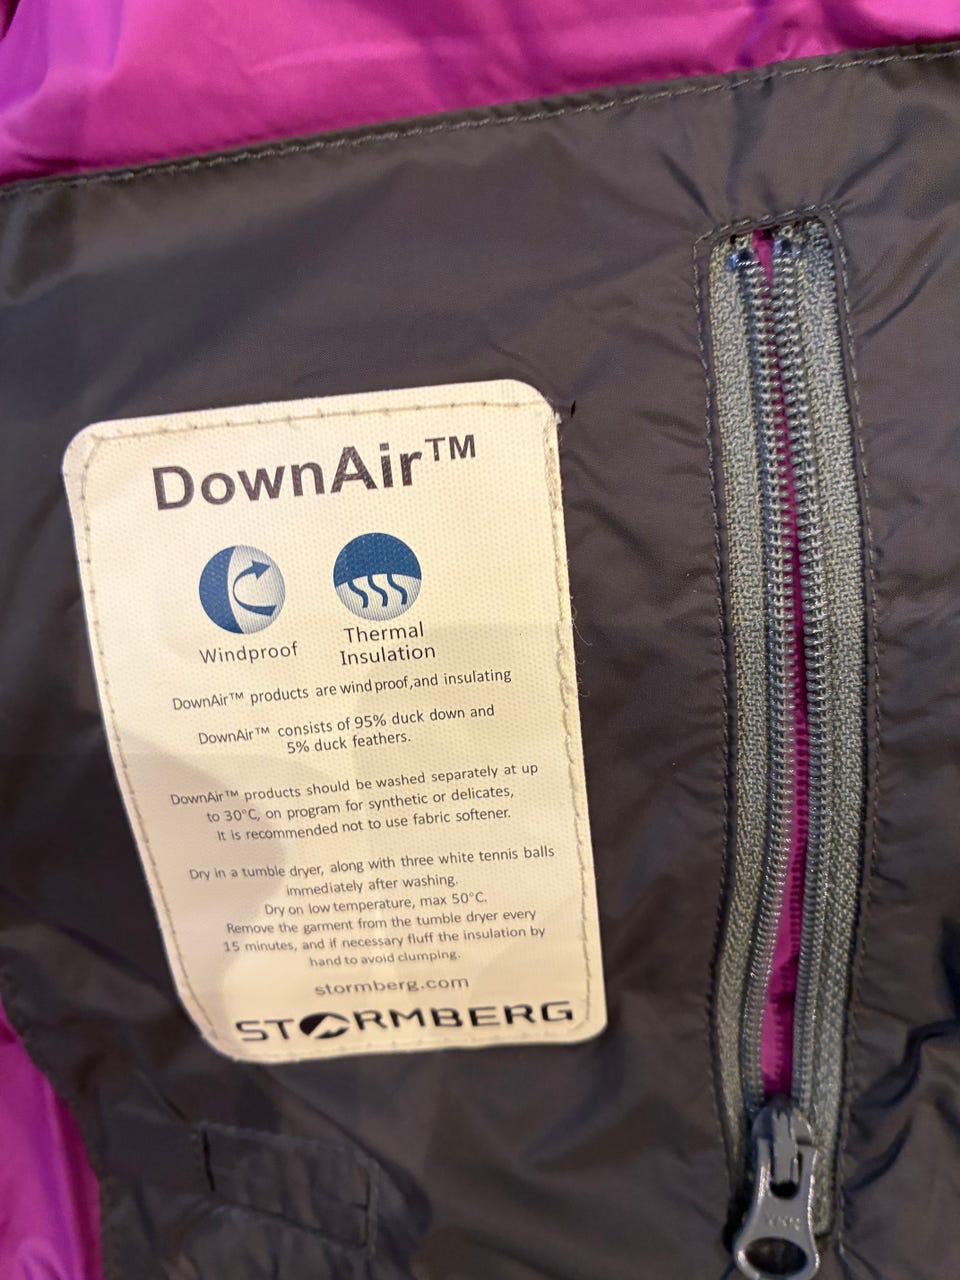 DownAir™
Windproof
Thermal
Insulation
DownAir™ products are wind proof,and insulating
DownAir™ consists of 95% duck down and
5% duck feathers.
DownAir™ products should be washed separately at up
to 30°C, on program for synthetic or delicates,
It is recommended not to use fabric softener.
Dry in a tumble dryer, along with three white tennis balls
immediately after washing.
Dry on low temperature, max 50°C.
Remove the garment from the tumble dryer every
15 minutes, and if necessary fluff the insulation by
hand to avoid clumping.
stormberg.com
STORMBERG